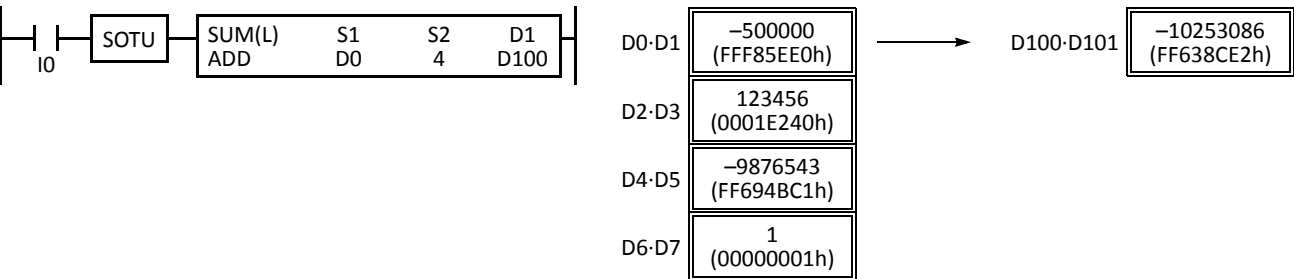 I0
SOTU
SUM(L) S1 S2 D1
ADD D0 4 D100
D0·D1
–500000
(FFF85EE0h)
D100·D101
–10253086
(FF638CE2h)
D2·D3
123456
(0001E240h)
D4·D5
–9876543
(FF694BC1h)
D6·D7
1
(00000001h)